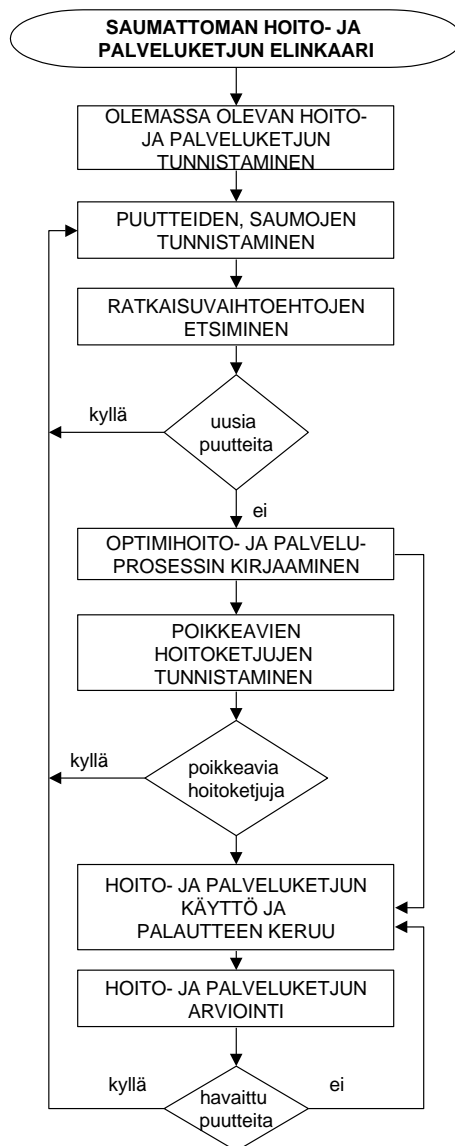 SAUMATTOMAN HOITO- JA
PALVELUKETJUN ELINKAARI
OLEMASSA OLEVAN HOITO-
JA PALVELUKETJUN
TUNNISTAMINEN
PUUTTEIDEN, SAUMOJEN
TUNNISTAMINEN
RATKAISUVAIHTOEHTOJEN
ETSIMINEN
kyllä
uusia
puutteita
ei
OPTIMIHOITO- JA PALVELU-
PROSESSIN KIRJAAMINEN
POIKKEAVIEN
HOITOKETJUJEN
TUNNISTAMINEN
kyllä
poikkeavia
hoitoketjuja
HOITO- JA PALVELUKETJUN
KÄYTTÖ JA
PALAUTTEEN KERUU
HOITO- JA PALVELUKETJUN
ARVIOINTI
kyllä
havaittu
puutteita
ei